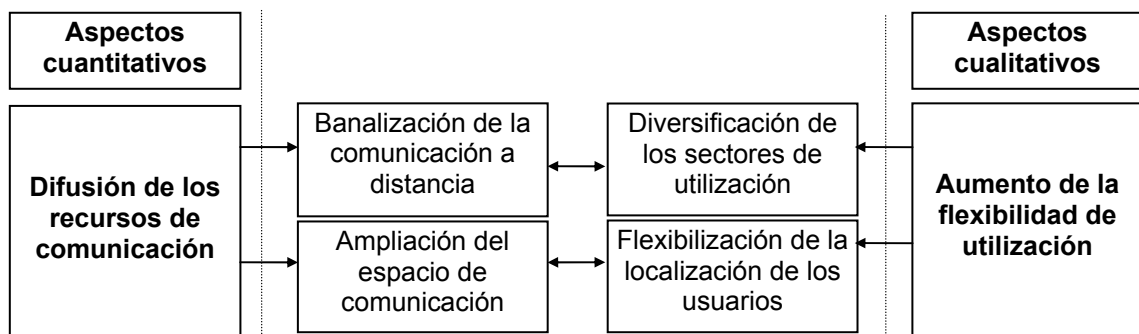 Aspectos
cuantitativos
Aspectos
cualitativos
Difusión de los
recursos de
comunicación
Banalización de la
comunicación a
distancia
Diversificación de
los sectores de
utilización
Ampliación del
espacio de
comunicación
Flexibilización de la
localización de los
usuarios
Aumento de la
flexibilidad de
utilización